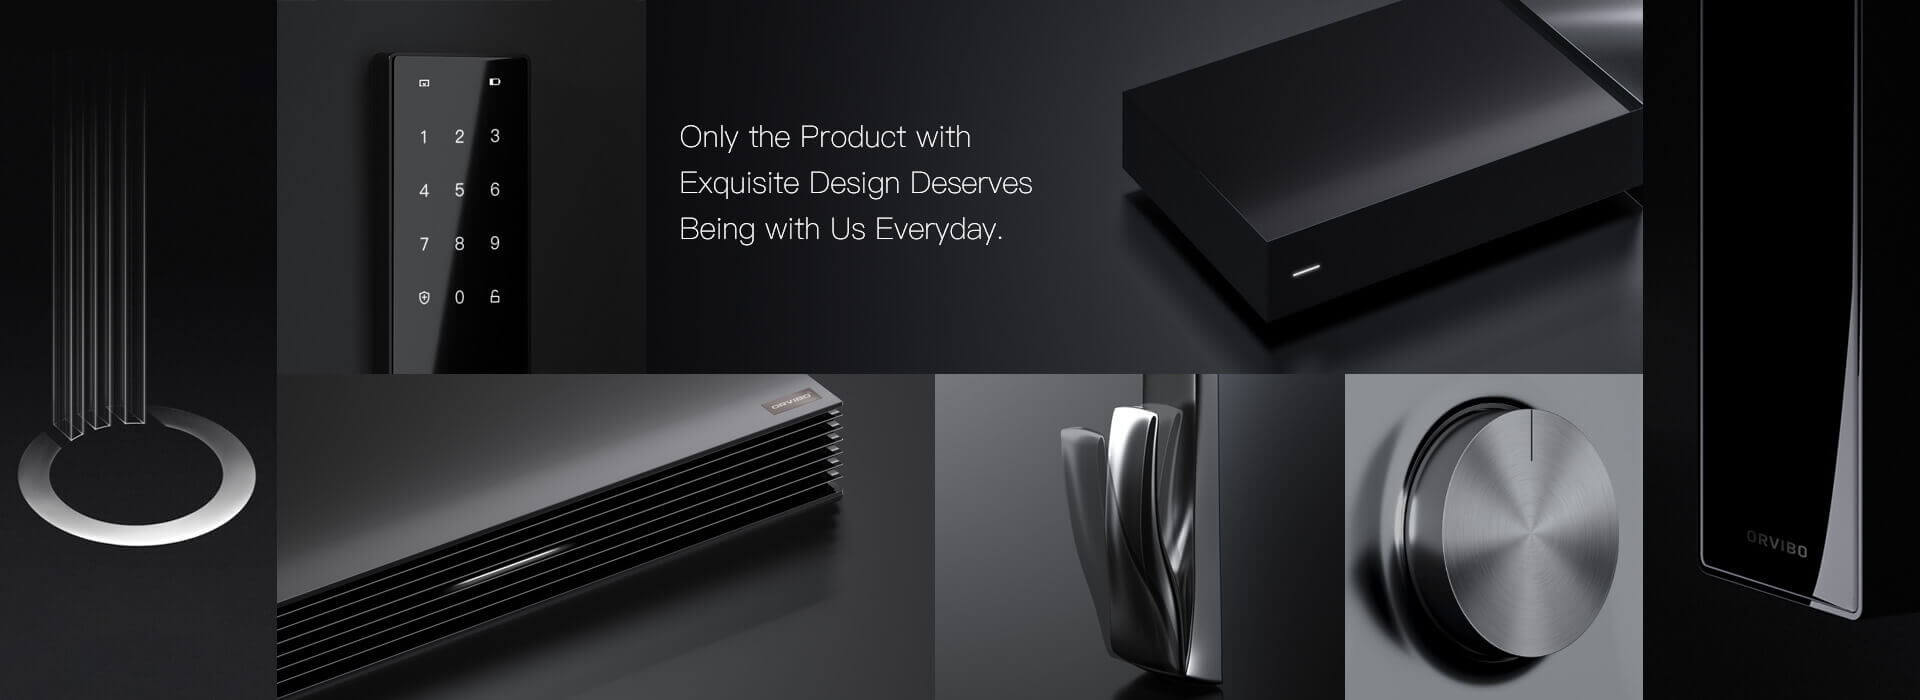 1 2 3
4 5 6
7 8 9
0
Only the Product with
Exquisite Design Deserves
Being with Us Everyday.
ORVIBO
ORVIBO